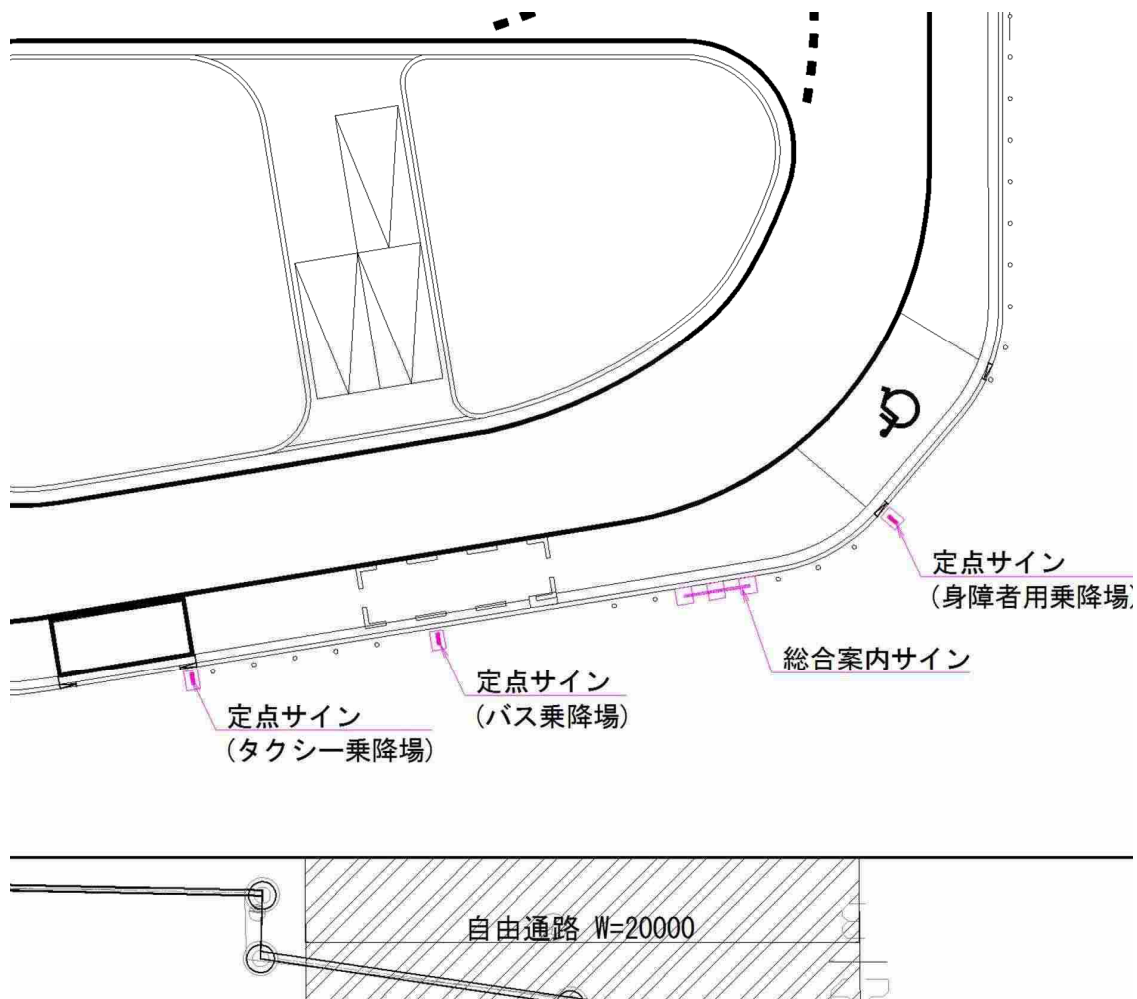 定点サイン
(身障者用乗降場)
総合案内サイン
定点サイン
(バス乗降場)
定点サイン
(タクシー乗降場)
自由通路 W=20000